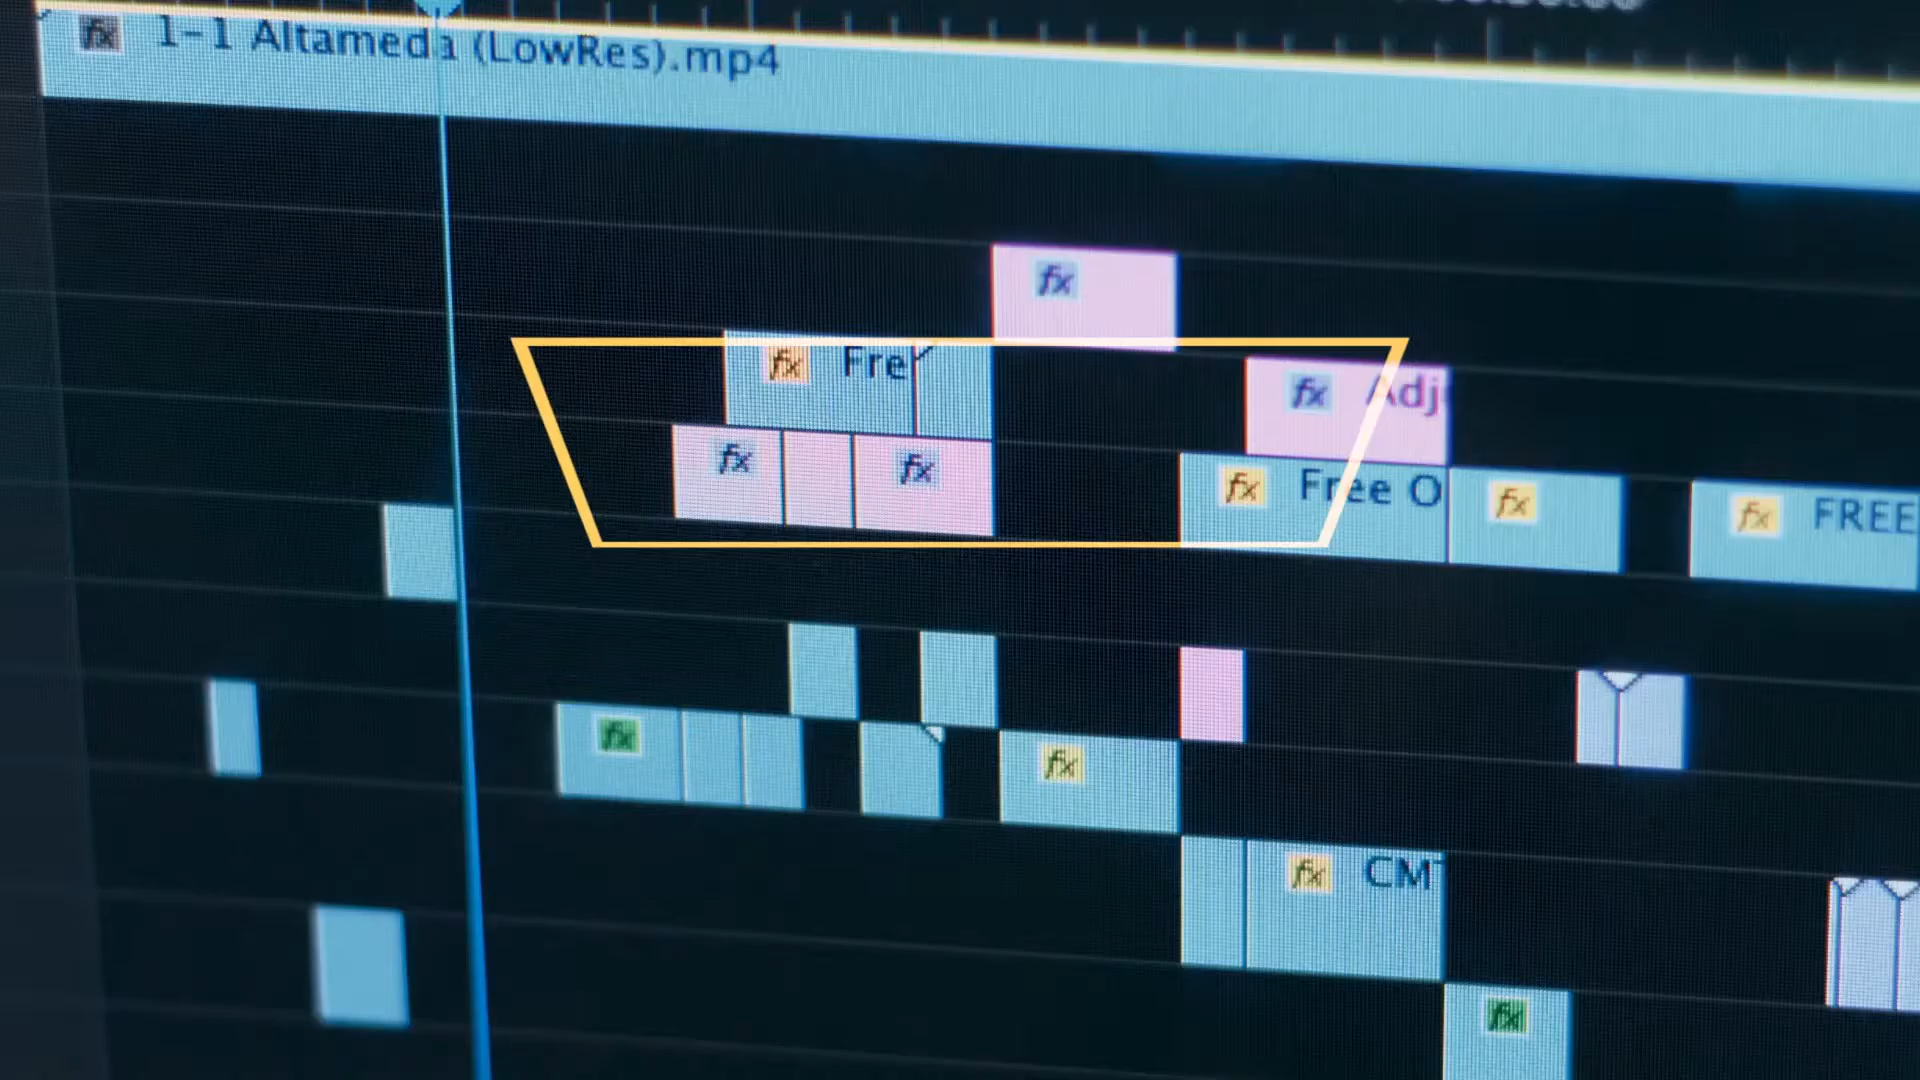 fx 1-1 Altameda (LowRes).mp4
fx
fx Fre
fx Adj
fx fx
fx Free O
fx
fx FREE
fx
fx
fx CM
fx